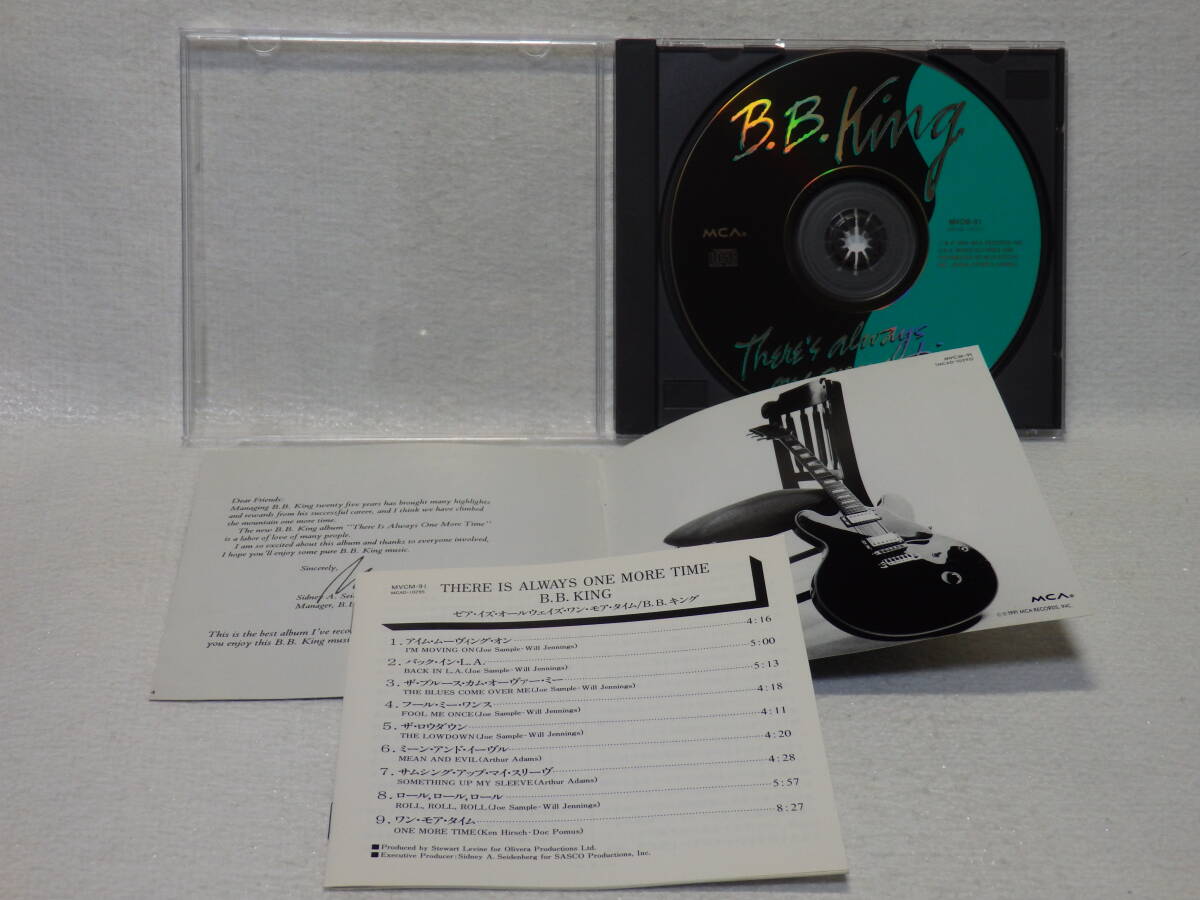 B.B. King
MCA®
MVCM-91
There's always
MVCM-91
(MCAD-10295)
MCA®
℗© 1991 MCA RECORDS, INC.
Dear Friends:
Managing B.B. King twenty five years has brought many highlights
and rewards from his successful career, and I think we have climbed
the mountain one more time.
The new B.B. King album "There Is Always One More Time"
is a labor of love of many people.
I am so excited about this album and thanks to everyone involved,
I hope you'll enjoy some pure B.B. King music.
Sincerely,
Sidney A.
Manager,
This is the best album I've
you enjoy this B.B. King
MVCM-91
MCAD-10295
THERE IS ALWAYS ONE MORE TIME
B.B. KING
ゼア・イズ・オールウェイズ・ワン・モア・タイム/B.B.キング
1. アイム・ムーヴィング・オン 4:16
I'M MOVING ON (Joe Sample-Will Jennings)
2. バック・イン・L.A. 5:00
BACK IN L.A. (Joe Sample-Will Jennings)
3. ザ・ブルース・カム・オーヴァー・ミー 5:13
THE BLUES COME OVER ME (Joe Sample-Will Jennings)
4. フール・ミー・ワンス 4:18
FOOL ME ONCE (Joe Sample-Will Jennings)
5. ザ・ロウダウン 4:11
THE LOWDOWN (Joe Sample-Will Jennings)
6. ミーン・アンド・イーヴル 4:20
MEAN AND EVIL (Arthur Adams)
7. サムシング・アップ・マイ・スリーヴ 4:28
SOMETHING UP MY SLEEVE (Arthur Adams)
8. ロール, ロール, ロール 5:57
ROLL, ROLL, ROLL (Joe Sample-Will Jennings)
9. ワン・モア・タイム 8:27
ONE MORE TIME (Ken Hirsch-Doc Pomus)
■ Produced by Stewart Levine for Olivera Productions Ltd.
■ Executive Producer: Sidney A. Seidenberg for SASCO Productions, Inc.